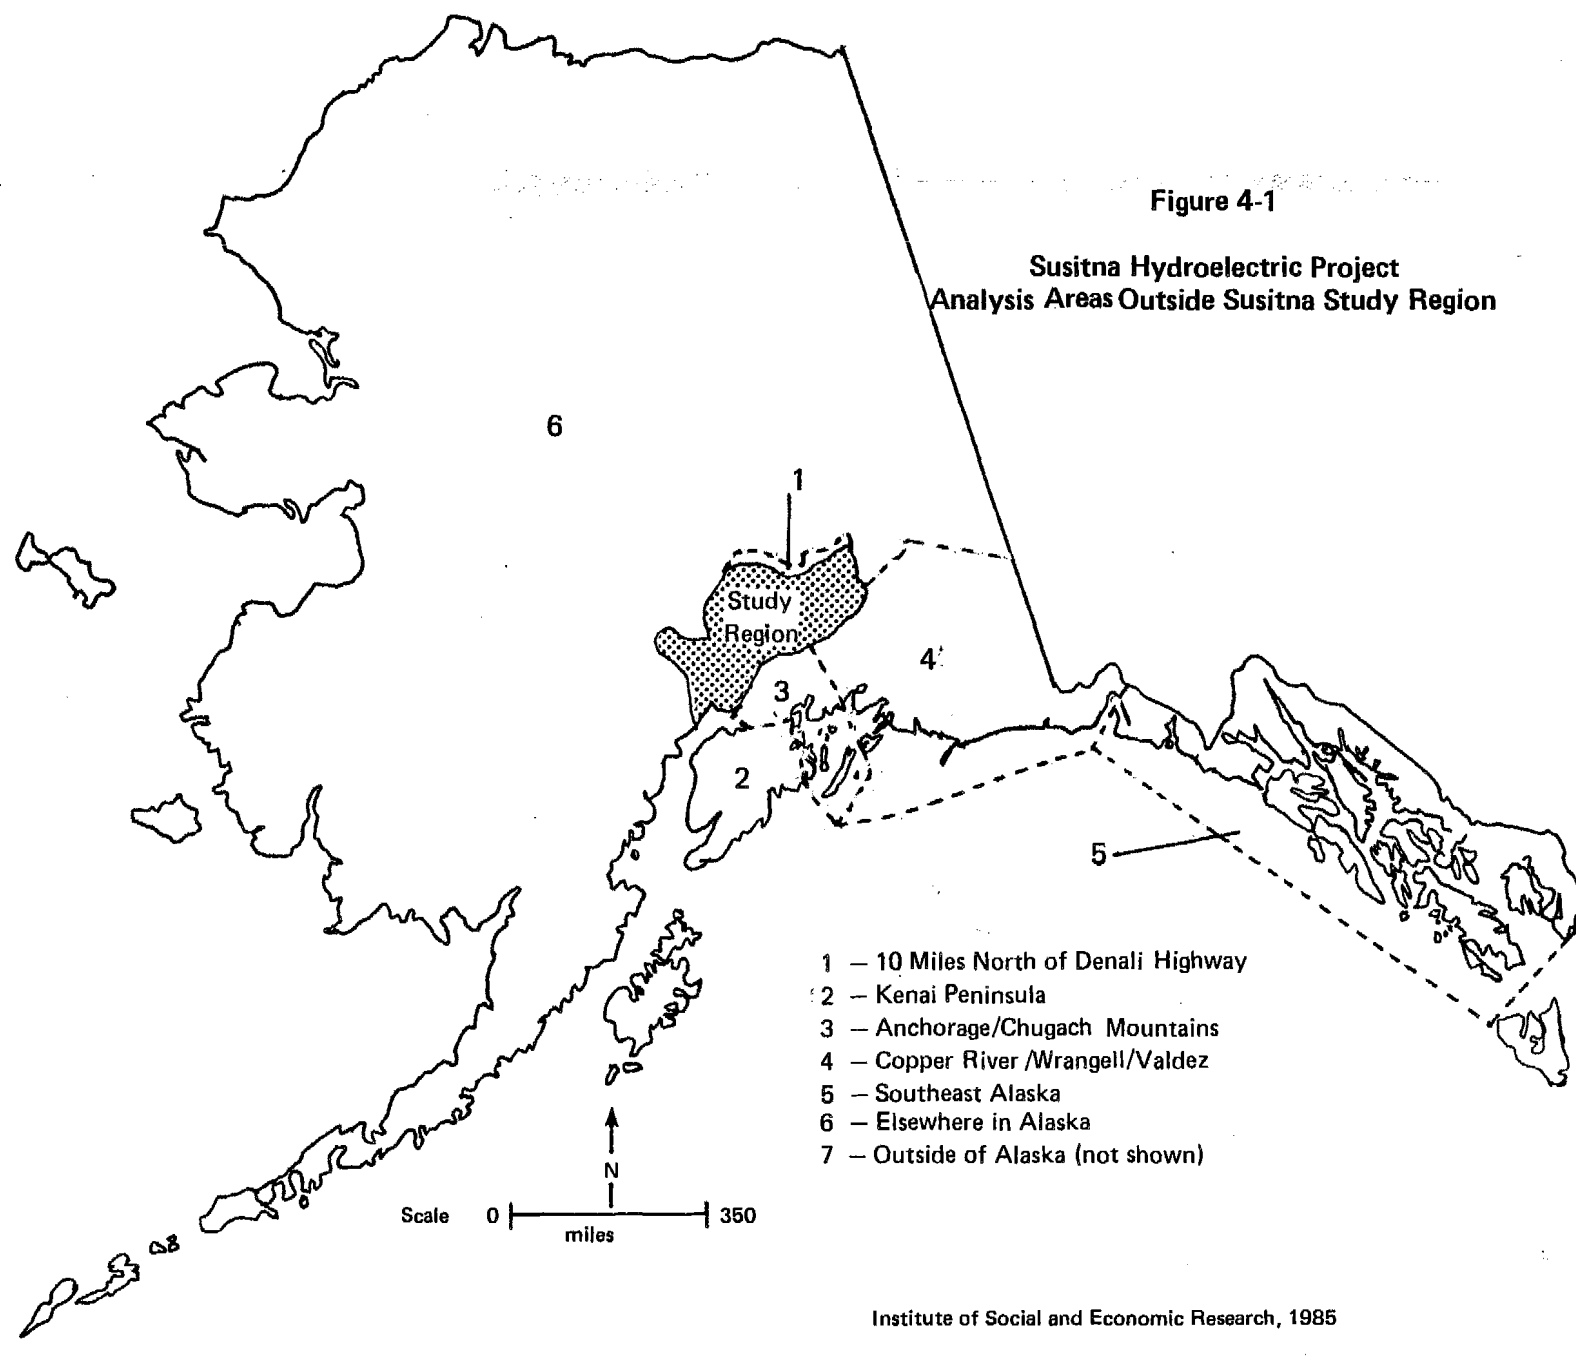 Figure 4-1
Susitna Hydroelectric Project
Analysis Areas Outside Susitna Study Region
6
1
Study
Region
4
3
2
5
1 – 10 Miles North of Denali Highway
2 – Kenai Peninsula
3 – Anchorage/Chugach Mountains
4 – Copper River/Wrangell/Valdez
5 – Southeast Alaska
6 – Elsewhere in Alaska
7 – Outside of Alaska (not shown)
N
Scale 0 350
miles
Institute of Social and Economic Research, 1985